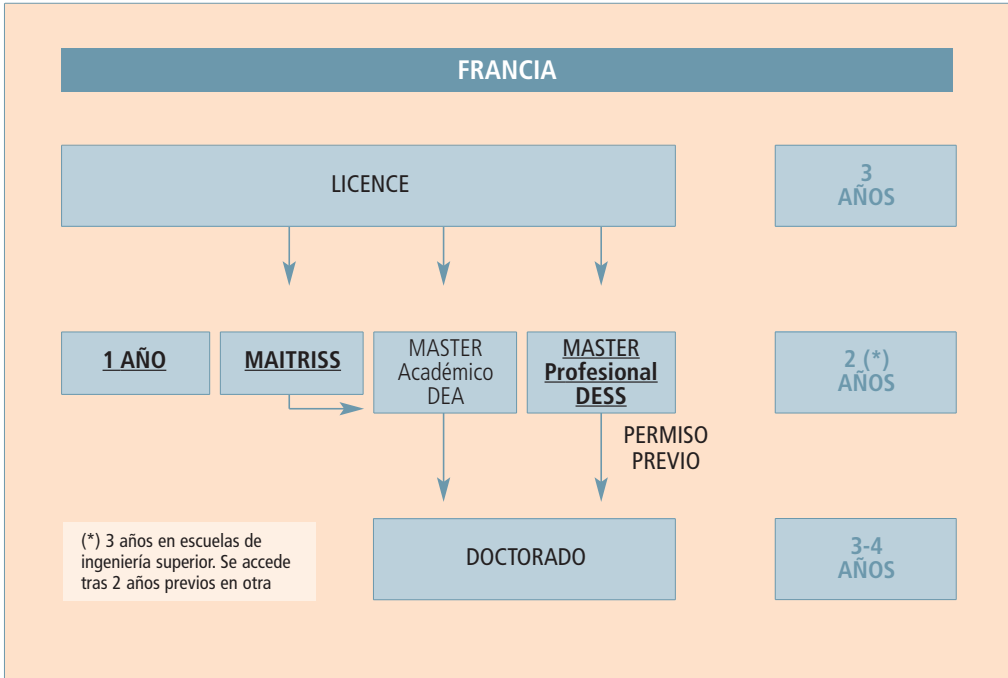 FRANCIA
LICENCE
3
AÑOS
1 AÑO
MAITRISS
MASTER
Académico
DEA
MASTER
Profesional
DESS
2 (*)
AÑOS
PERMISO
PREVIO
(*) 3 años en escuelas de
ingeniería superior. Se accede
tras 2 años previos en otra
DOCTORADO
3-4
AÑOS